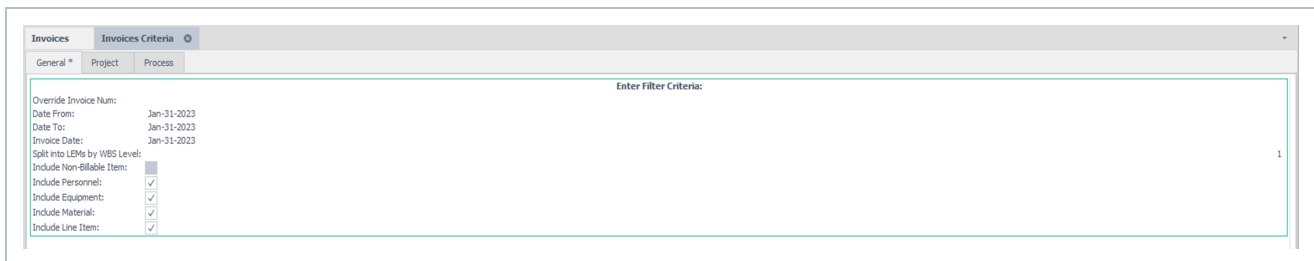 Invoices Invoices Criteria
General * Project Process
Enter Filter Criteria:
Override Invoice Num:
Date From: Jan-31-2023
Date To: Jan-31-2023
Invoice Date: Jan-31-2023
Split into LEMs by WBS Level: 1
Include Non-Billable Item:
Include Personnel:
Include Equipment:
Include Material:
Include Line Item: